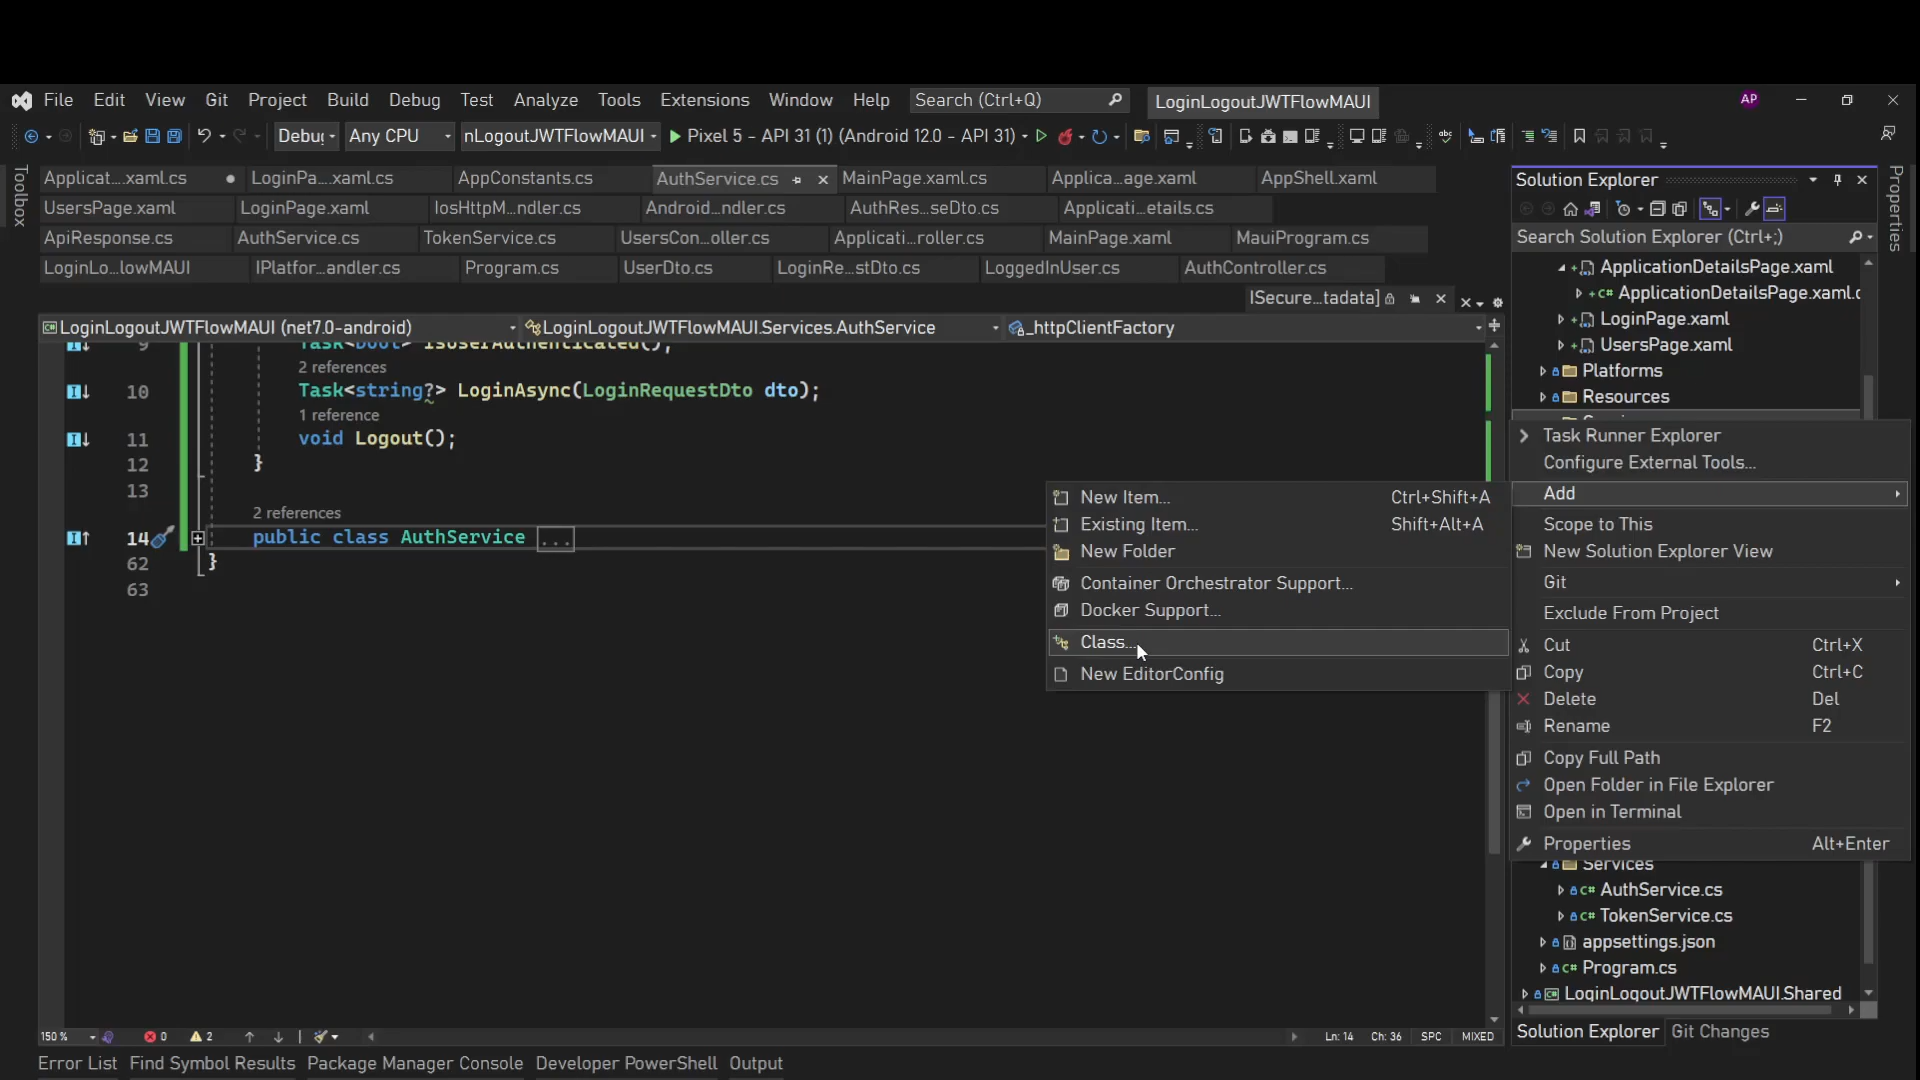 File Edit View Git Project Build Debug Test Analyze Tools Extensions Window Help Search (Ctrl+Q) LoginLogoutJWTFlowMAUI AP
Debug Any CPU nLogoutJWTFlowMAUI Pixel 5 - API 31 (1) (Android 12.0 - API 31)
Toolbox
Applicat....xaml.cs LoginPa....xaml.cs AppConstants.cs AuthService.cs MainPage.xaml.cs Applica...age.xaml AppShell.xaml
UsersPage.xaml LoginPage.xaml IosHttpM...ndler.cs Android...ndler.cs AuthRes...seDto.cs Applicati...etails.cs
ApiResponse.cs AuthService.cs TokenService.cs UsersCon...oller.cs Applicati...roller.cs MainPage.xaml MauiProgram.cs
LoginLo...lowMAUI IPlatfor...andler.cs Program.cs UserDto.cs LoginRe...stDto.cs LoggedInUser.cs AuthController.cs
ISecure...tadata]
LoginLogoutJWTFlowMAUI (net7.0-android) LoginLogoutJWTFlowMAUI.Services.AuthService _httpClientFactory
9 Task<bool> IsUserAuthenticated();
2 references
10 Task<string?> LoginAsync(LoginRequestDto dto);
1 reference
11 void Logout();
12 }
13
2 references
14 public class AuthService ...
62 }
63
New Item... Ctrl+Shift+A
Existing Item... Shift+Alt+A
New Folder
Container Orchestrator Support...
Docker Support...
Class...
New EditorConfig
Solution Explorer
Properties
Search Solution Explorer (Ctrl+;)
ApplicationDetailsPage.xaml
ApplicationDetailsPage.xaml.c
LoginPage.xaml
UsersPage.xaml
Platforms
Resources
Task Runner Explorer
Configure External Tools...
Add
Scope to This
New Solution Explorer View
Git
Exclude From Project
Cut Ctrl+X
Copy Ctrl+C
Delete Del
Rename F2
Copy Full Path
Open Folder in File Explorer
Open in Terminal
Properties Alt+Enter
Services
AuthService.cs
TokenService.cs
appsettings.json
Program.cs
LoginLogoutJWTFlowMAUI.Shared
Solution Explorer Git Changes
150 % 0 2 Ln: 14 Ch: 36 SPC MIXED
Error List Find Symbol Results Package Manager Console Developer PowerShell Output